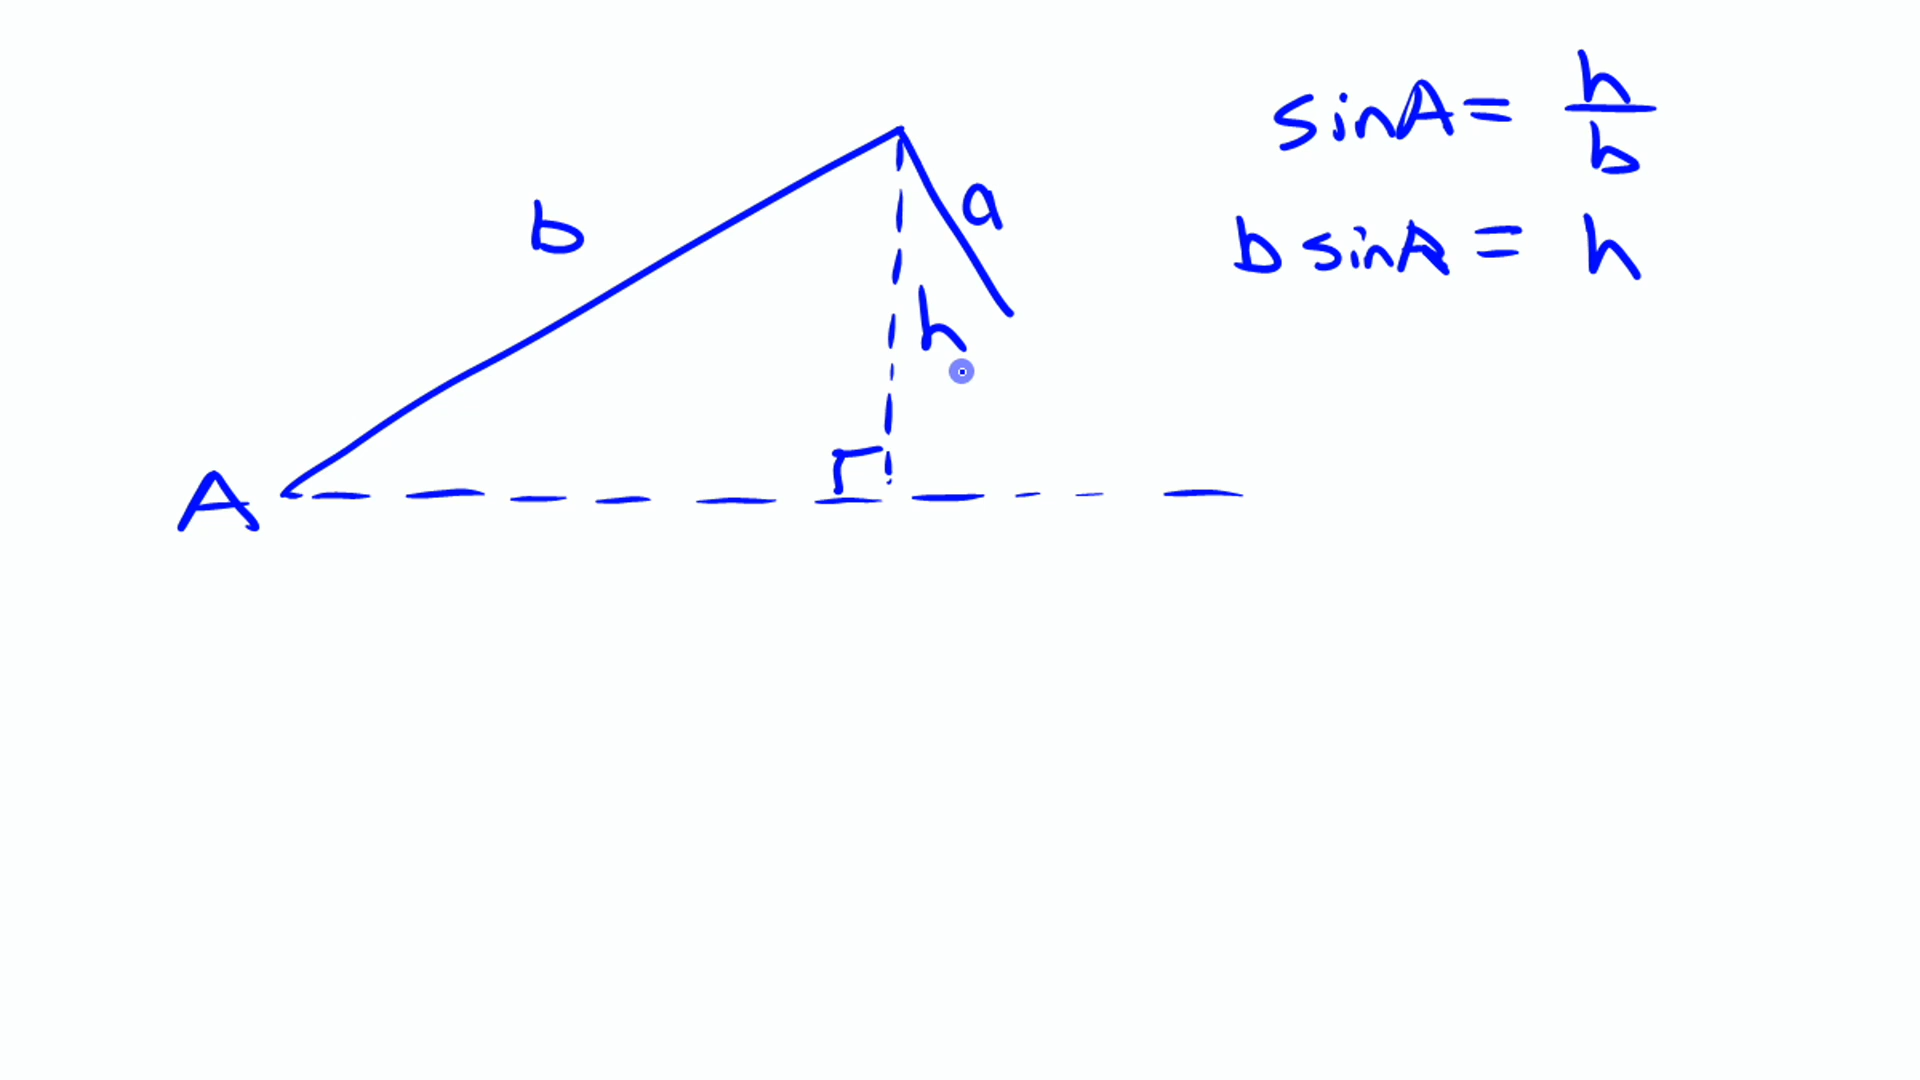 sinA = h/b
b sinA = h
b
a
h
A